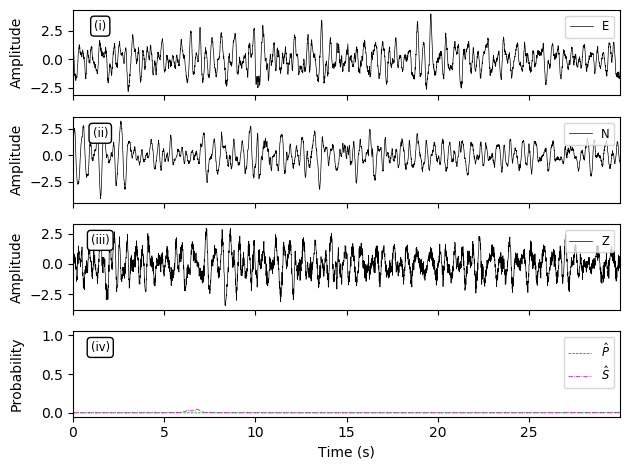 (i)
E
Amplitude
2.5
0.0
−2.5
(ii)
N
Amplitude
2.5
0.0
−2.5
(iii)
Z
Amplitude
2.5
0.0
−2.5
(iv)
P̂
Ŝ
Probability
1.0
0.5
0.0
0 5 10 15 20 25
Time (s)